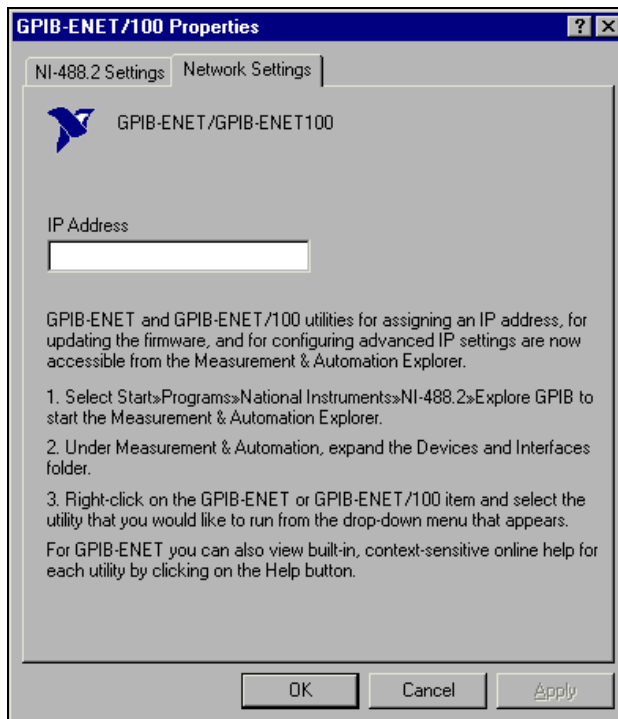 GPIB-ENET/100 Properties
NI-488.2 Settings
Network Settings
GPIB-ENET/GPIB-ENET100
IP Address
GPIB-ENET and GPIB-ENET/100 utilities for assigning an IP address, for
updating the firmware, and for configuring advanced IP settings are now
accessible from the Measurement & Automation Explorer.
1. Select Start»Programs»National Instruments»NI-488.2»Explore GPIB to
start the Measurement & Automation Explorer.
2. Under Measurement & Automation, expand the Devices and Interfaces
folder.
3. Right-click on the GPIB-ENET or GPIB-ENET/100 item and select the
utility that you would like to run from the drop-down menu that appears.
For GPIB-ENET you can also view built-in, context-sensitive online help for
each utility by clicking on the Help button.
OK
Cancel
Apply